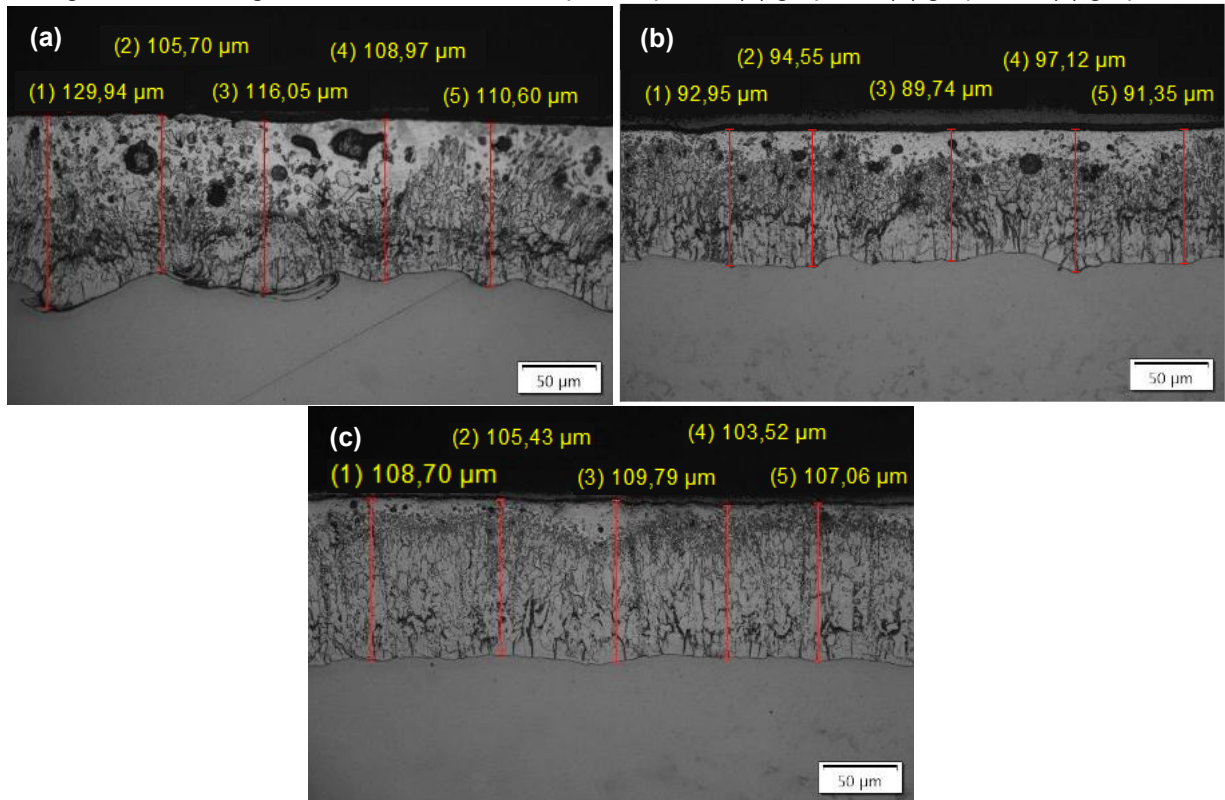 (a)
(2) 105,70 µm
(4) 108,97 µm
(1) 129,94 µm
(3) 116,05 µm
(5) 110,60 µm
50 µm
(b)
(2) 94,55 µm
(4) 97,12 µm
(1) 92,95 µm
(3) 89,74 µm
(5) 91,35 µm
50 µm
(c)
(2) 105,43 µm
(4) 103,52 µm
(1) 108,70 µm
(3) 109,79 µm
(5) 107,06 µm
50 µm